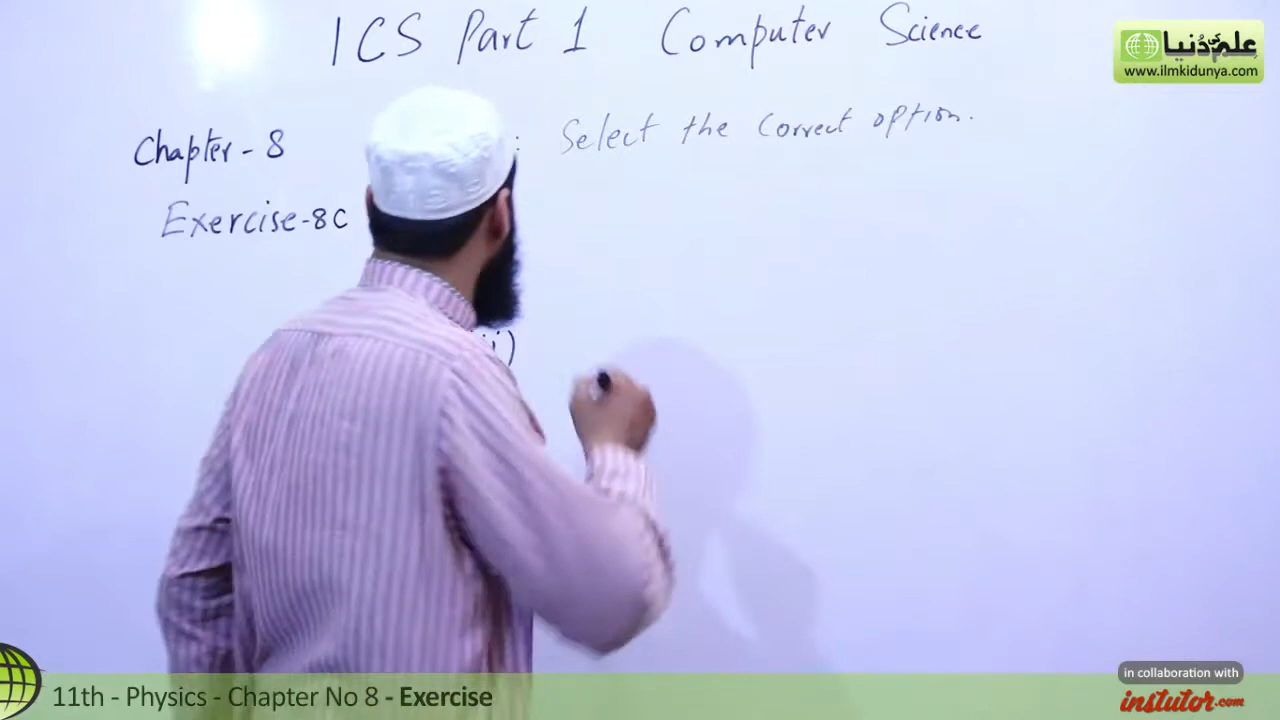 ICS Part 1 Computer Science
علم کی دنیا
www.ilmkidunya.com
Chapter - 8 : Select the correct option.
Exercise-8C
ii)
in collaboration with
instutor.com
11th - Physics - Chapter No 8 - Exercise